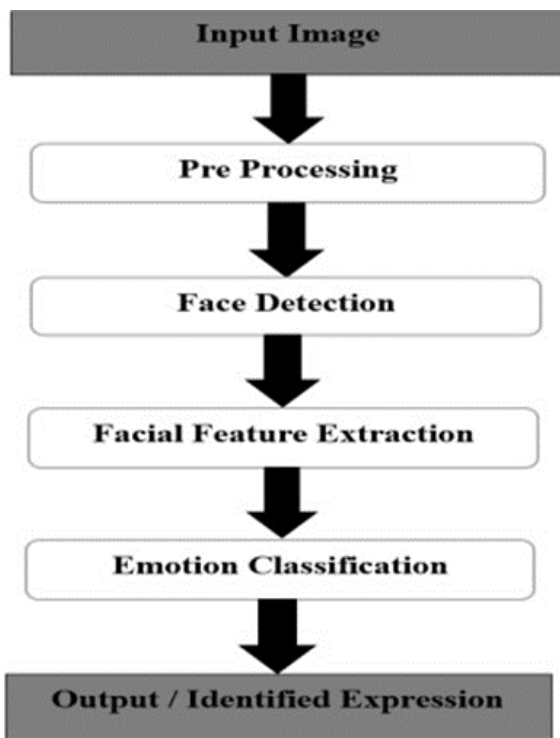 Input Image
Pre Processing
Face Detection
Facial Feature Extraction
Emotion Classification
Output / Identified Expression